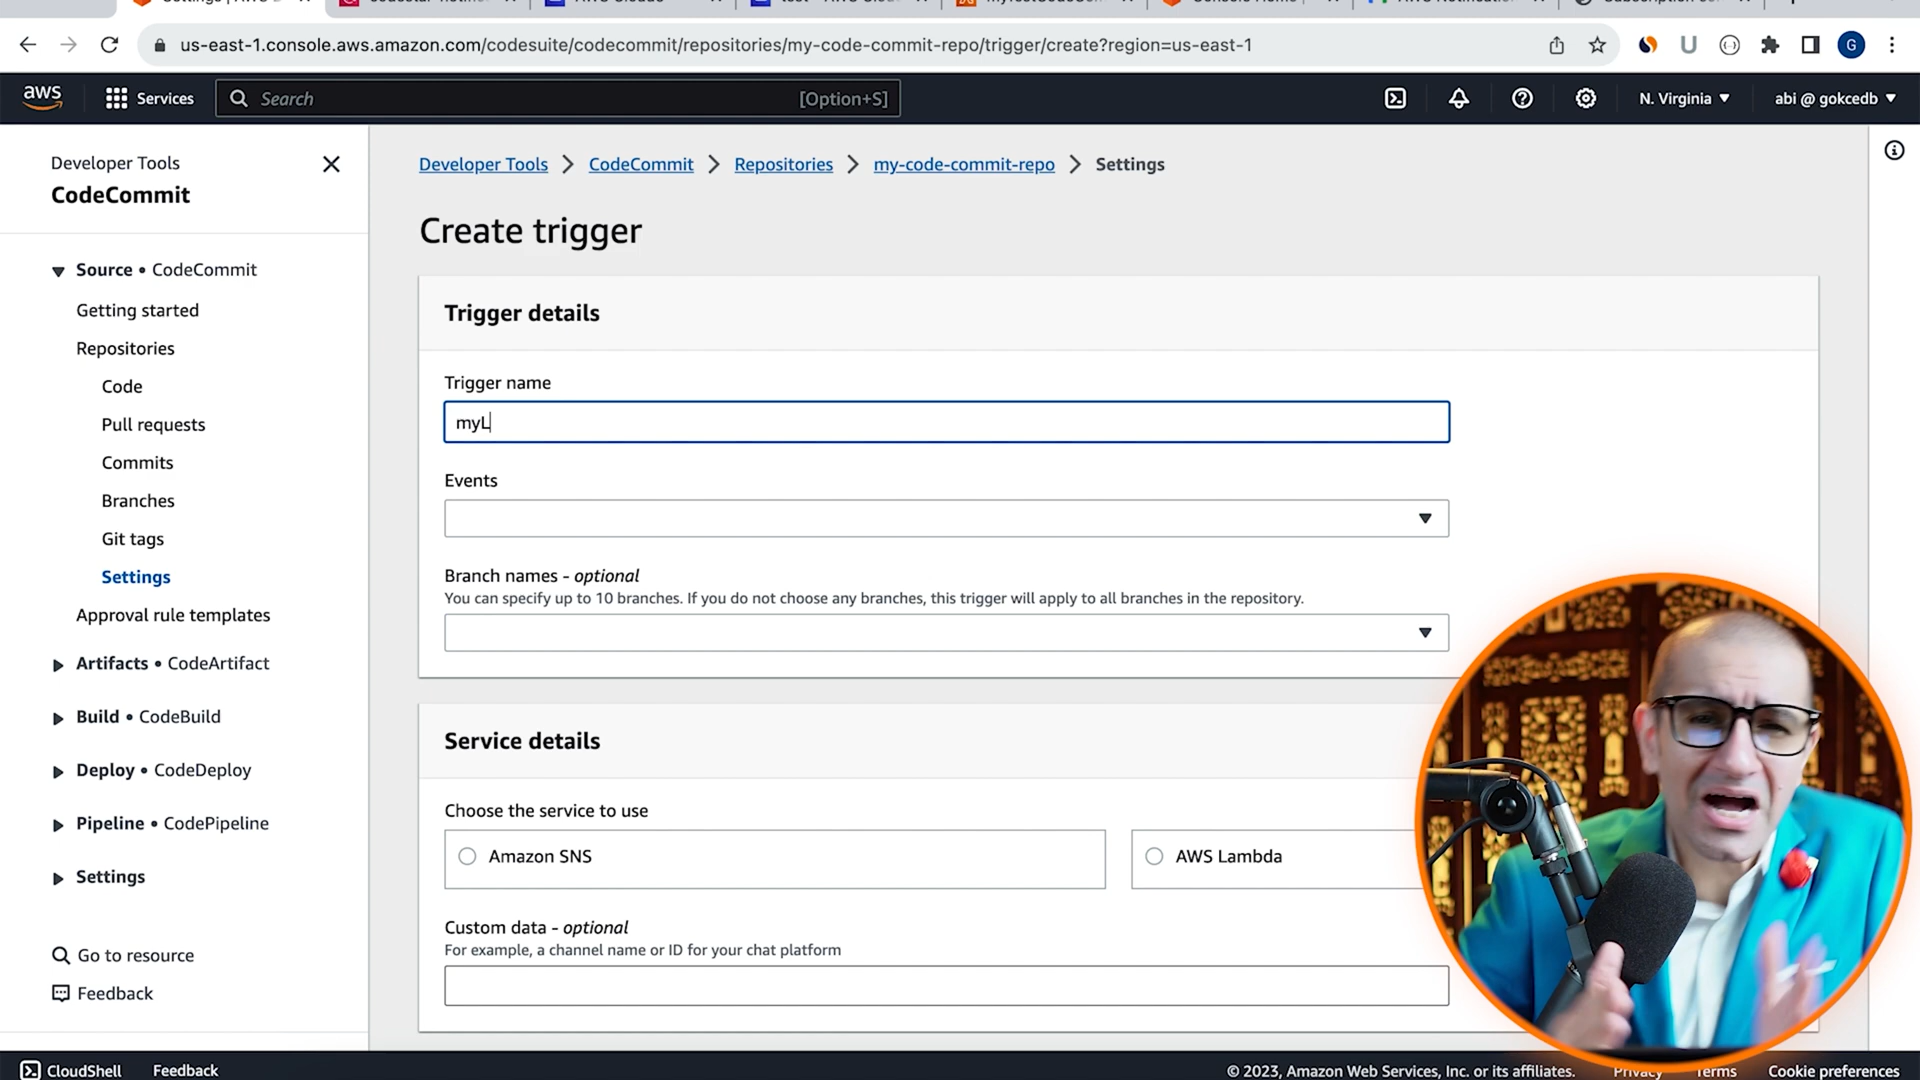 us-east-1.console.aws.amazon.com/codesuite/codecommit/repositories/my-code-commit-repo/trigger/create?region=us-east-1
U
G
aws
Services
Search
[Option+S]
N. Virginia
abi @ gokcedb
Developer Tools
CodeCommit
Source • CodeCommit
Getting started
Repositories
Code
Pull requests
Commits
Branches
Git tags
Settings
Approval rule templates
Artifacts • CodeArtifact
Build • CodeBuild
Deploy • CodeDeploy
Pipeline • CodePipeline
Settings
Go to resource
Feedback
Developer Tools
CodeCommit
Repositories
my-code-commit-repo
Settings
Create trigger
Trigger details
Trigger name
myL
Events
Branch names - optional
You can specify up to 10 branches. If you do not choose any branches, this trigger will apply to all branches in the repository.
Service details
Choose the service to use
Amazon SNS
AWS Lambda
Custom data - optional
For example, a channel name or ID for your chat platform
CloudShell
Feedback
© 2023, Amazon Web Services, Inc. or its affiliates.
Privacy
Terms
Cookie preferences